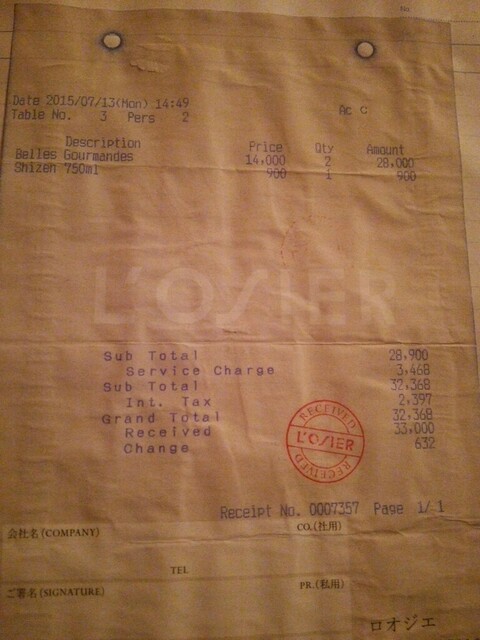 No
Date 2015/07/13(Mon) 14:49
Table No. 3 Pers 2
Ac C
Description Price Qty Amount
Belles Gourmandes 14,000 2 28,000
Shizen 750ml 900 1 900
L'OSIER
Sub Total 28,900
Service Charge 3,468
Sub Total 32,368
Int. Tax 2,397
Grand Total 32,368
Received 33,000
Change 632
RECEIVED
L'OSIER
RECEIVED
Receipt No. 0007357 Page 1/ 1
会社名(COMPANY) CO.(社用)
TEL
ご署名(SIGNATURE) PR.(私用)
ロオジエ